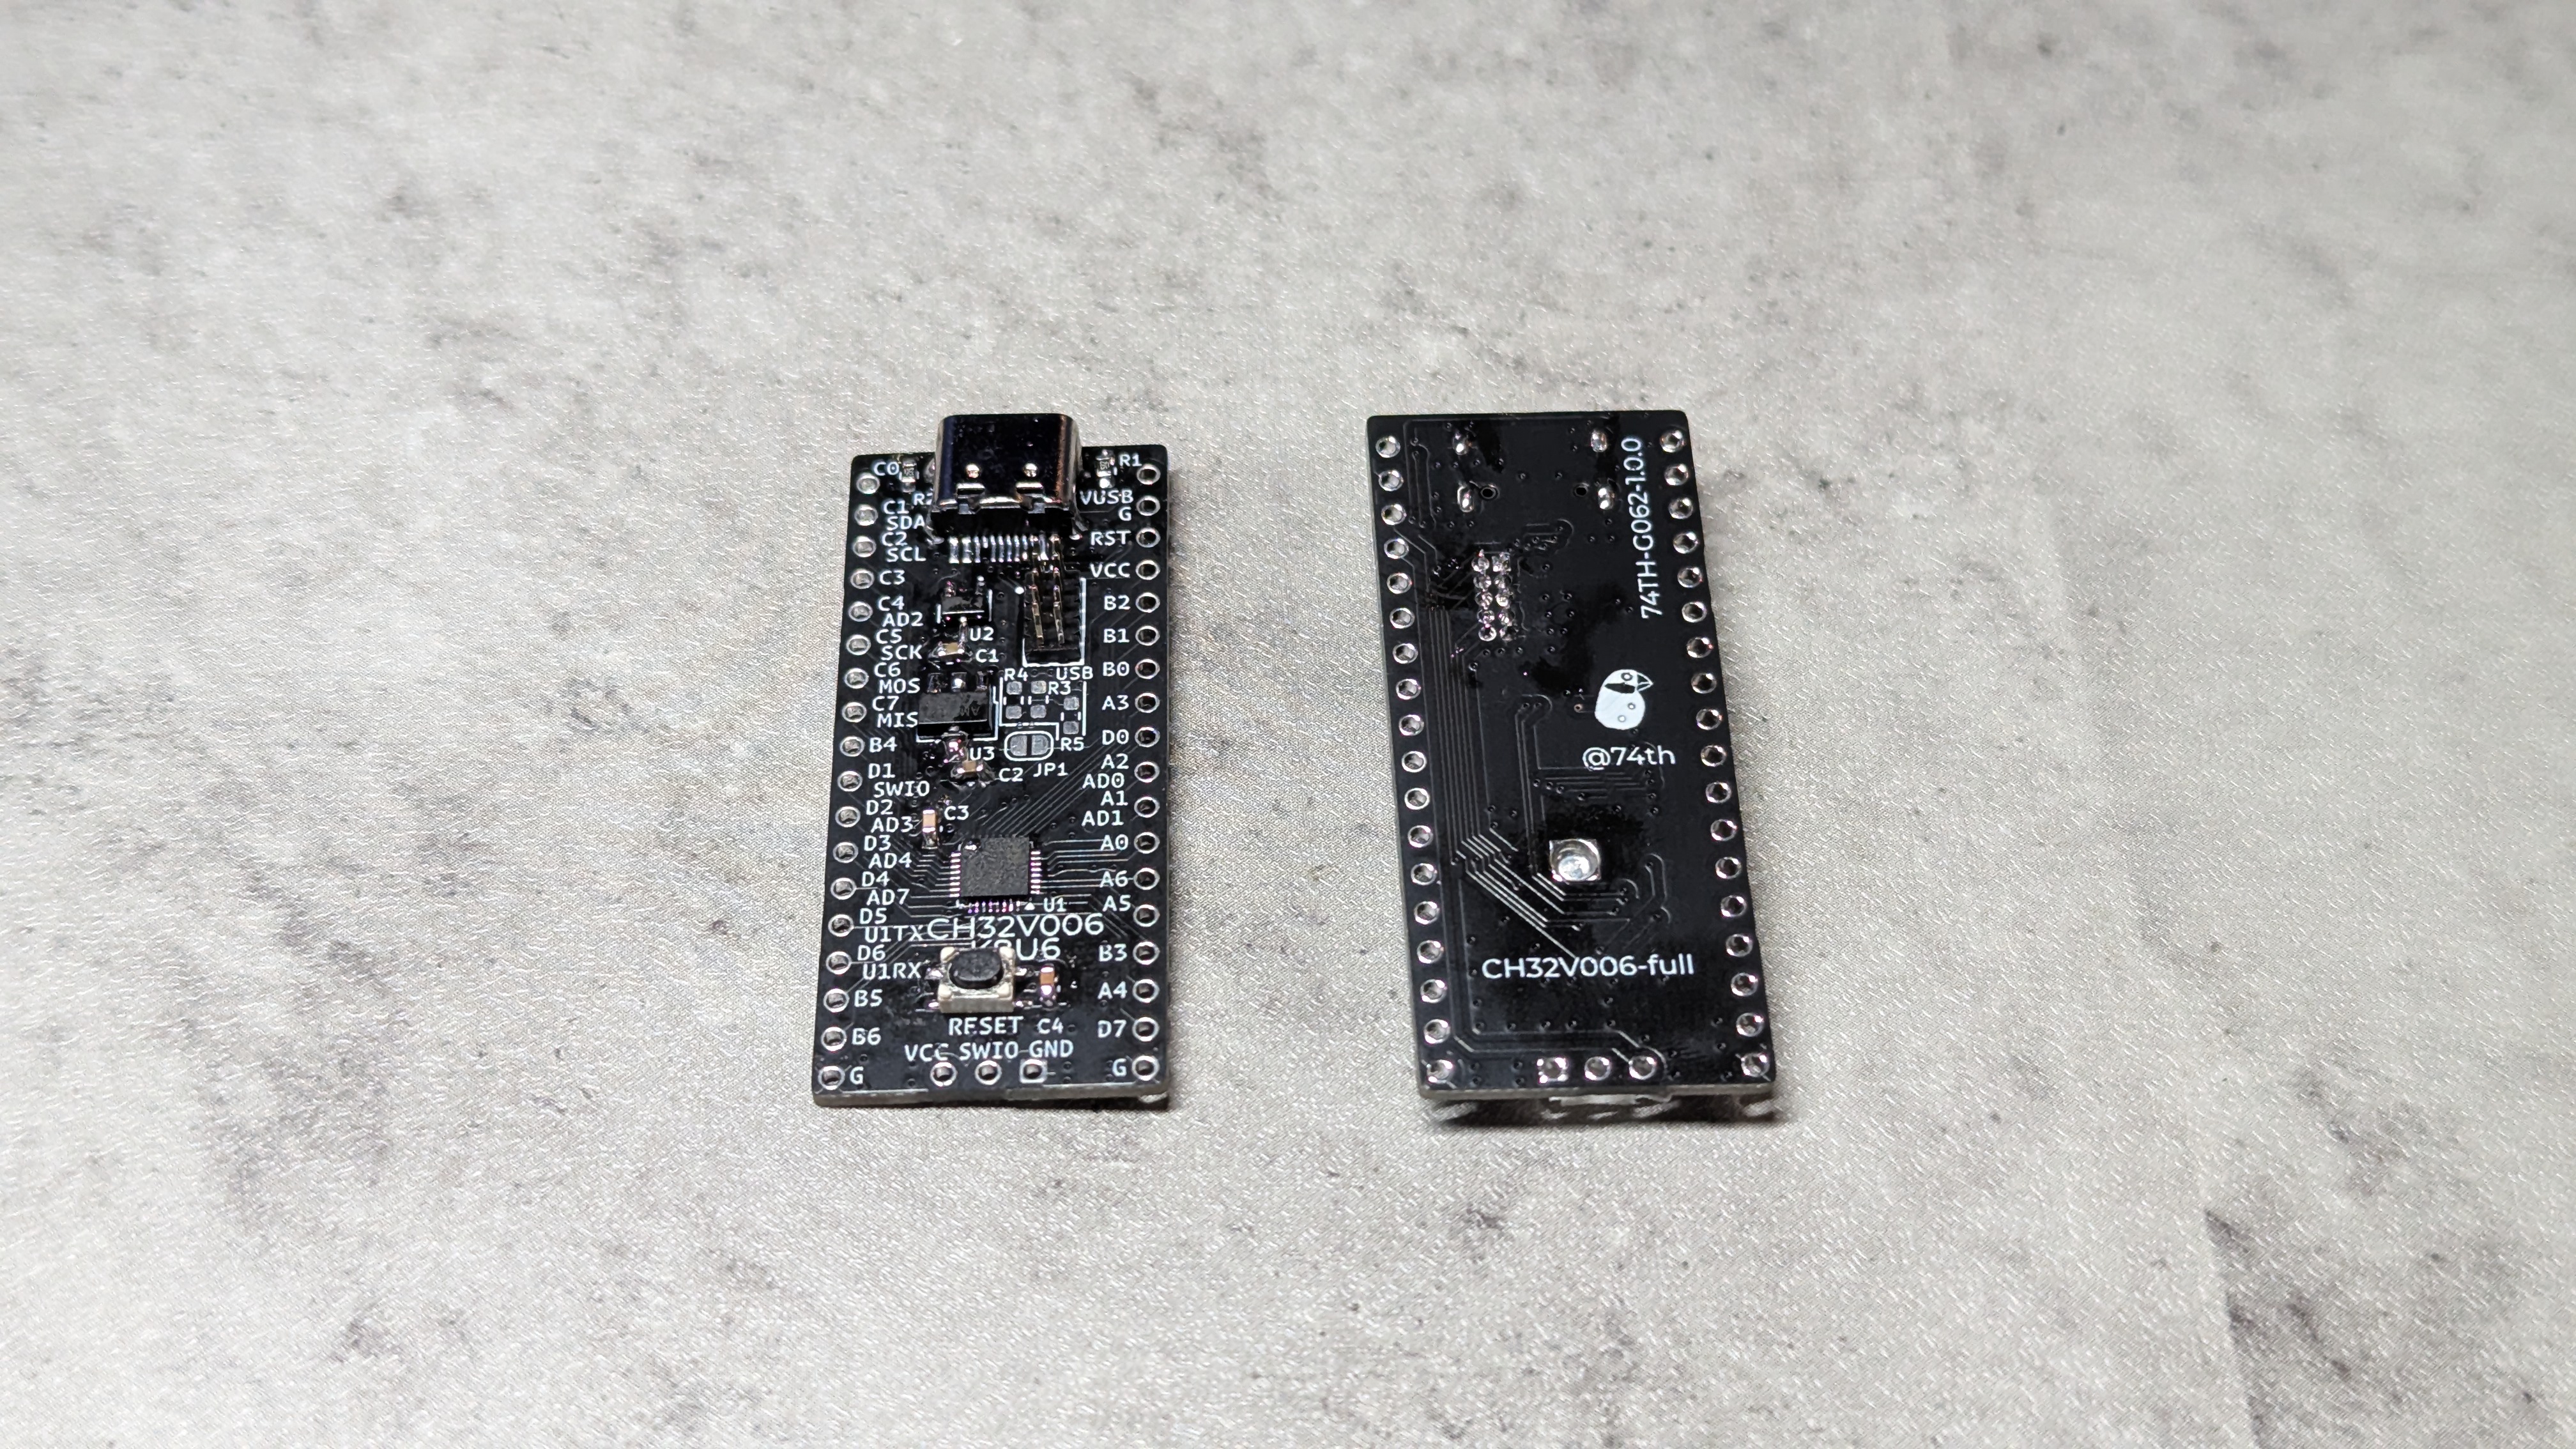 C0
R2
C1
SDA
C2
SCL
C3
C4
AD2
C5
SCK
C6
MOS
C7
MIS
B4
D1
SWIO
D2
AD3
D3
AD4
D4
AD7
D5
U1TX
D6
U1RX
B5
B6
G
R1
VUSB
G
RST
VCC
B2
B1
B0
A3
D0
A2
AD0
A1
AD1
A0
A6
A5
B3
A4
D7
G
U2
C1
R4
USB
R3
U3
R5
C2
JP1
C3
U1
CH32V006
K8U6
RESET
C4
VCC SWIO GND
74TH-G062-1.0.0
@74th
CH32V006-full